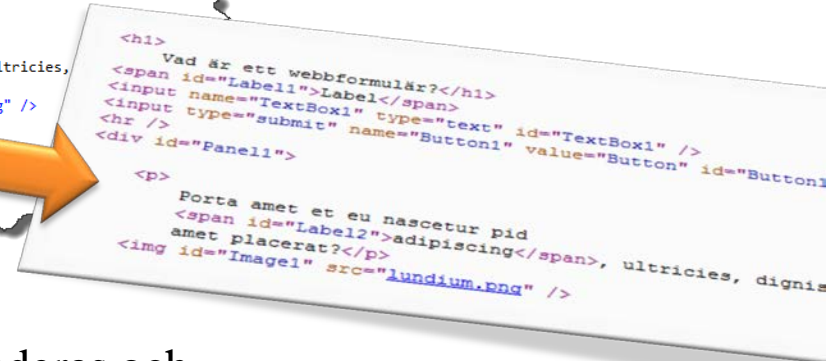 ltricies,
" />
<h1>
Vad är ett webbformulär?</h1>
<span id="Label1">Label</span>
<input name="TextBox1" type="text" id="TextBox1" />
<input type="submit" name="Button1" value="Button" id="Button1
<hr />
<div id="Panel1">
<p>
Porta amet et eu nascetur pid
<span id="Label2">adipiscing</span>, ultricies, dignis
amet placerat?</p>
<img id="Image1" src="lundium.png" />